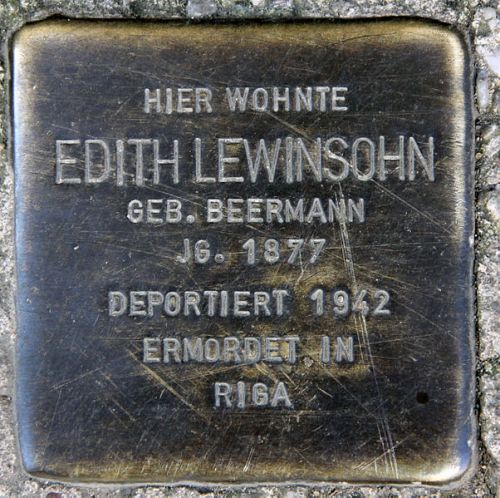 HIER WOHNTE
EDITH LEWINSOHN
GEB. BEERMANN
JG. 1877
DEPORTIERT 1942
ERMORDET IN
RIGA